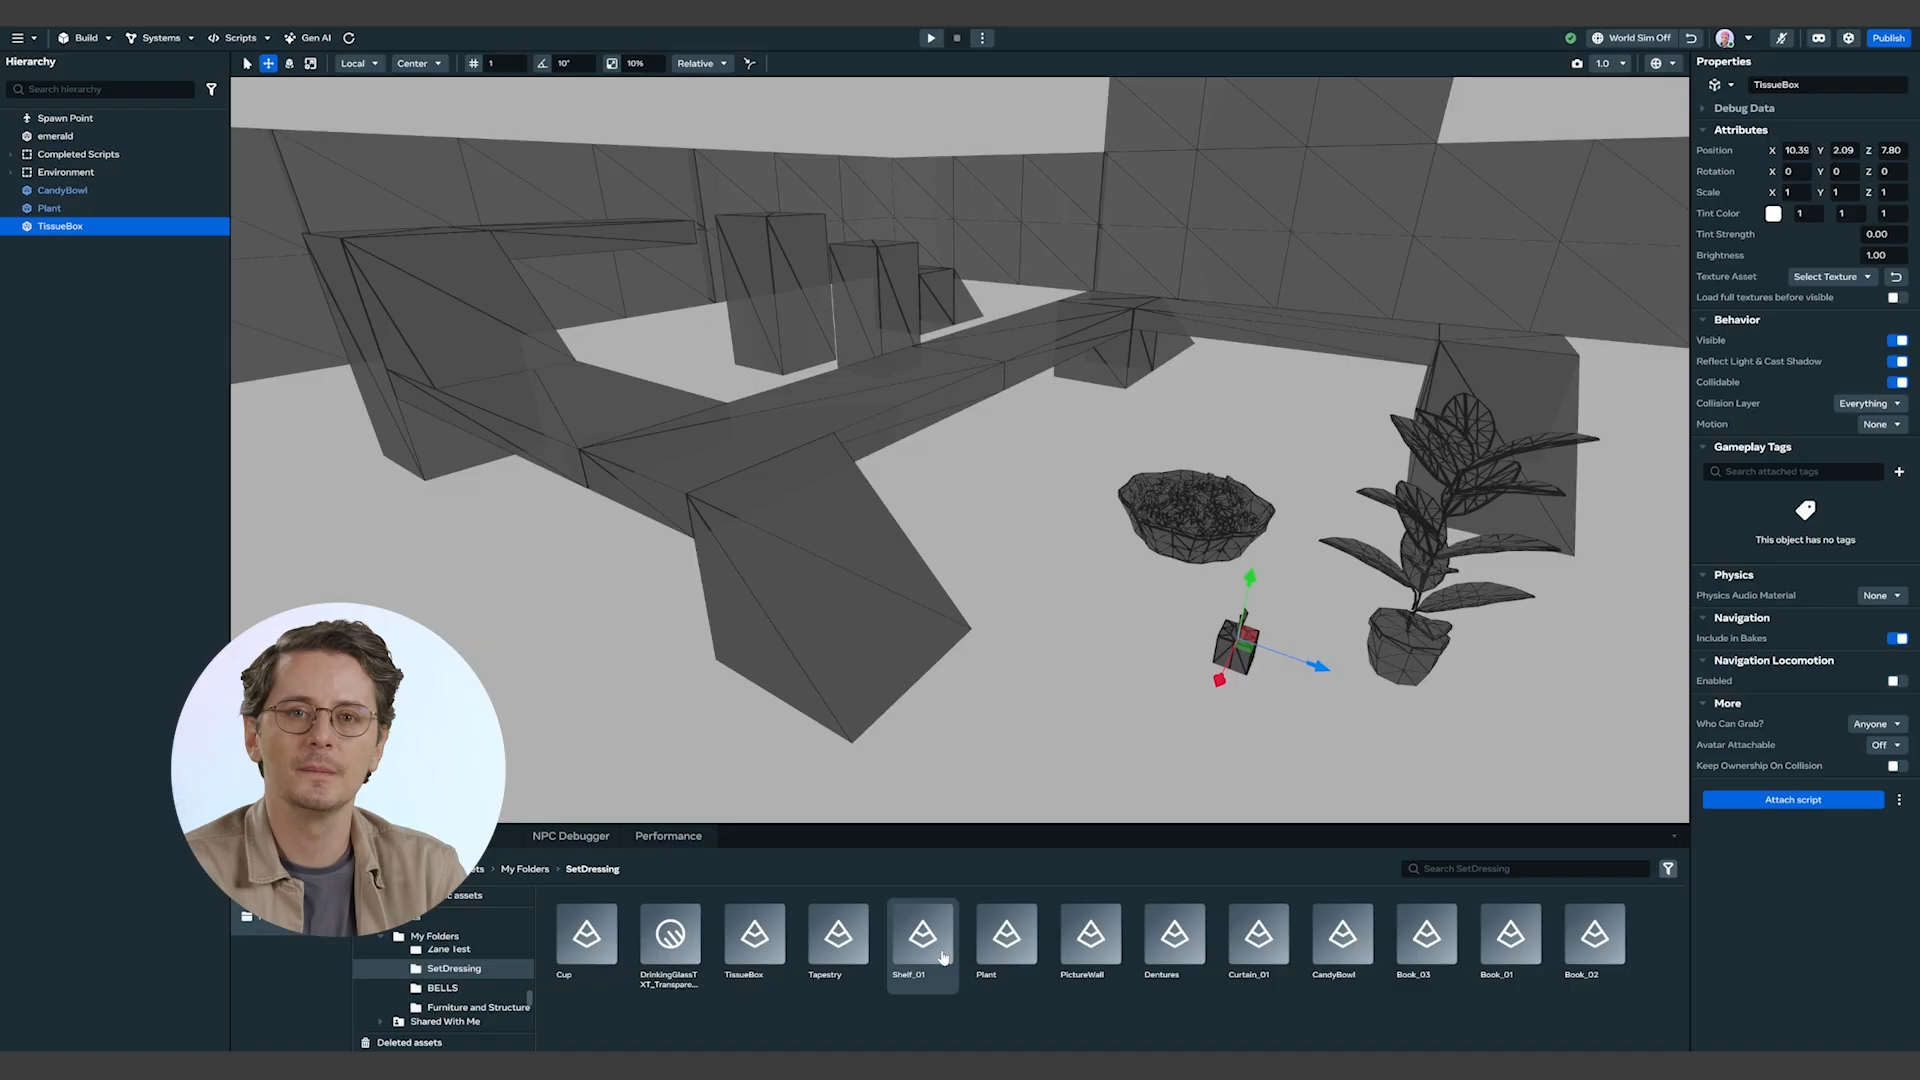 Build
Systems
Scripts
Gen AI
World Sim Off
Publish
Hierarchy
Local
Center
1
10°
10%
Relative
1.0
Properties
Search hierarchy
TissueBox
Debug Data
Spawn Point
emerald
Completed Scripts
Environment
CandyBowl
Plant
TissueBox
Attributes
Position X 10.39 Y 2.09 Z 7.80
Rotation X 0 Y 0 Z 0
Scale X 1 Y 1 Z 1
Tint Color 1 1 1
Tint Strength 0.00
Brightness 1.00
Texture Asset Select Texture
Load full textures before visible
Behavior
Visible
Reflect Light & Cast Shadow
Collidable
Collision Layer Everything
Motion None
Gameplay Tags
Search attached tags
This object has no tags
Physics
Physics Audio Material None
Navigation
Include in Bakes
Navigation Locomotion
Enabled
More
Who Can Grab? Anyone
Avatar Attachable Off
Keep Ownership On Collision
Attach script
NPC Debugger
Performance
ets > My Folders > SetDressing
Search SetDressing
assets
My Folders
Zane Test
SetDressing
BELLS
Furniture and Structure
Shared With Me
Deleted assets
Cup
DrinkingGlassT
XT_Transpare...
TissueBox
Tapestry
Shelf_01
Plant
PictureWall
Dentures
Curtain_01
CandyBowl
Book_03
Book_01
Book_02